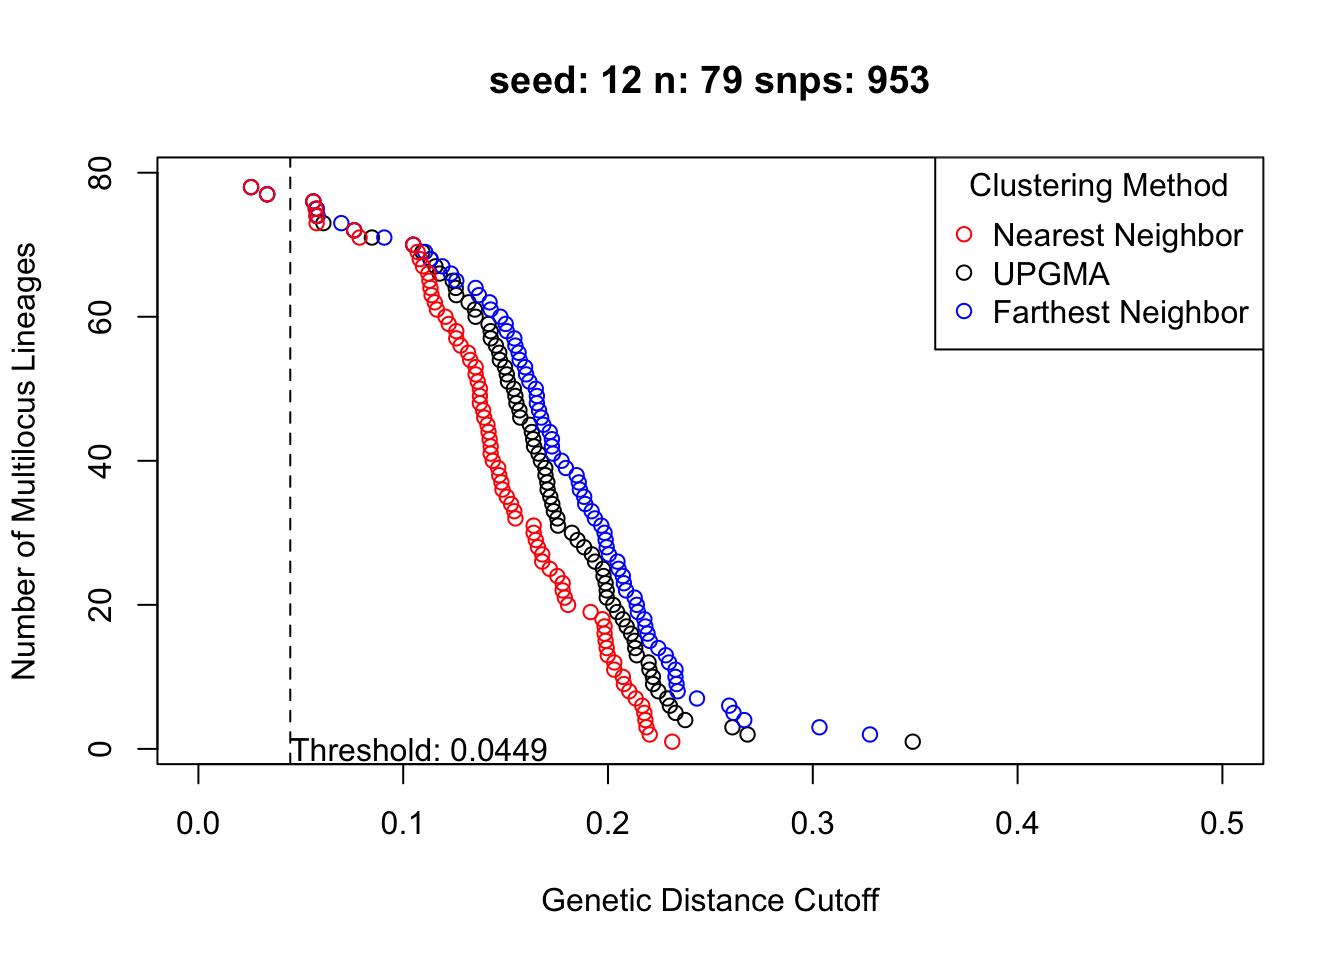 seed: 12 n: 79 snps: 953
Clustering Method
Nearest Neighbor
UPGMA
Farthest Neighbor
Number of Multilocus Lineages
80
60
40
20
0
Threshold: 0.0449
0.0 0.1 0.2 0.3 0.4 0.5
Genetic Distance Cutoff